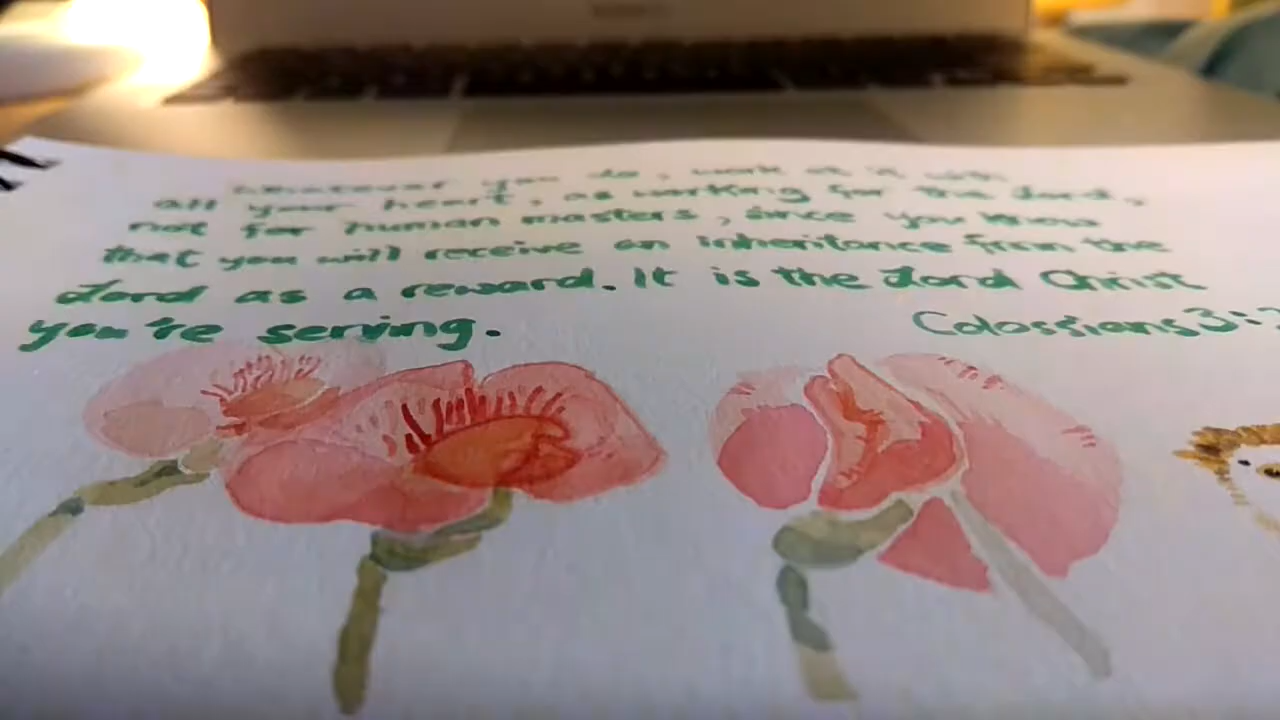 whatever you do, work at it with
all your heart, as working for the Lord,
not for human masters, since you know
that you will receive an inheritance from the
Lord as a reward. It is the Lord Christ
you're serving.
Colossians 3: